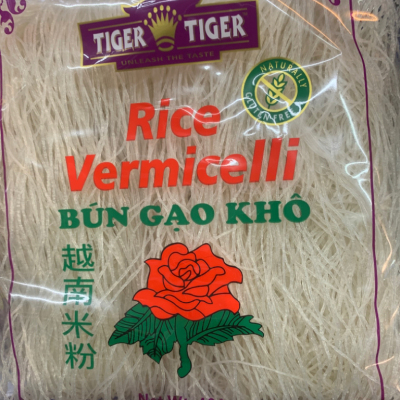 TIGER TIGER
UNLEASH THE TASTE
NATURALLY
GLUTEN FREE
Rice
Vermicelli
BÚN GẠO KHÔ
越南米粉